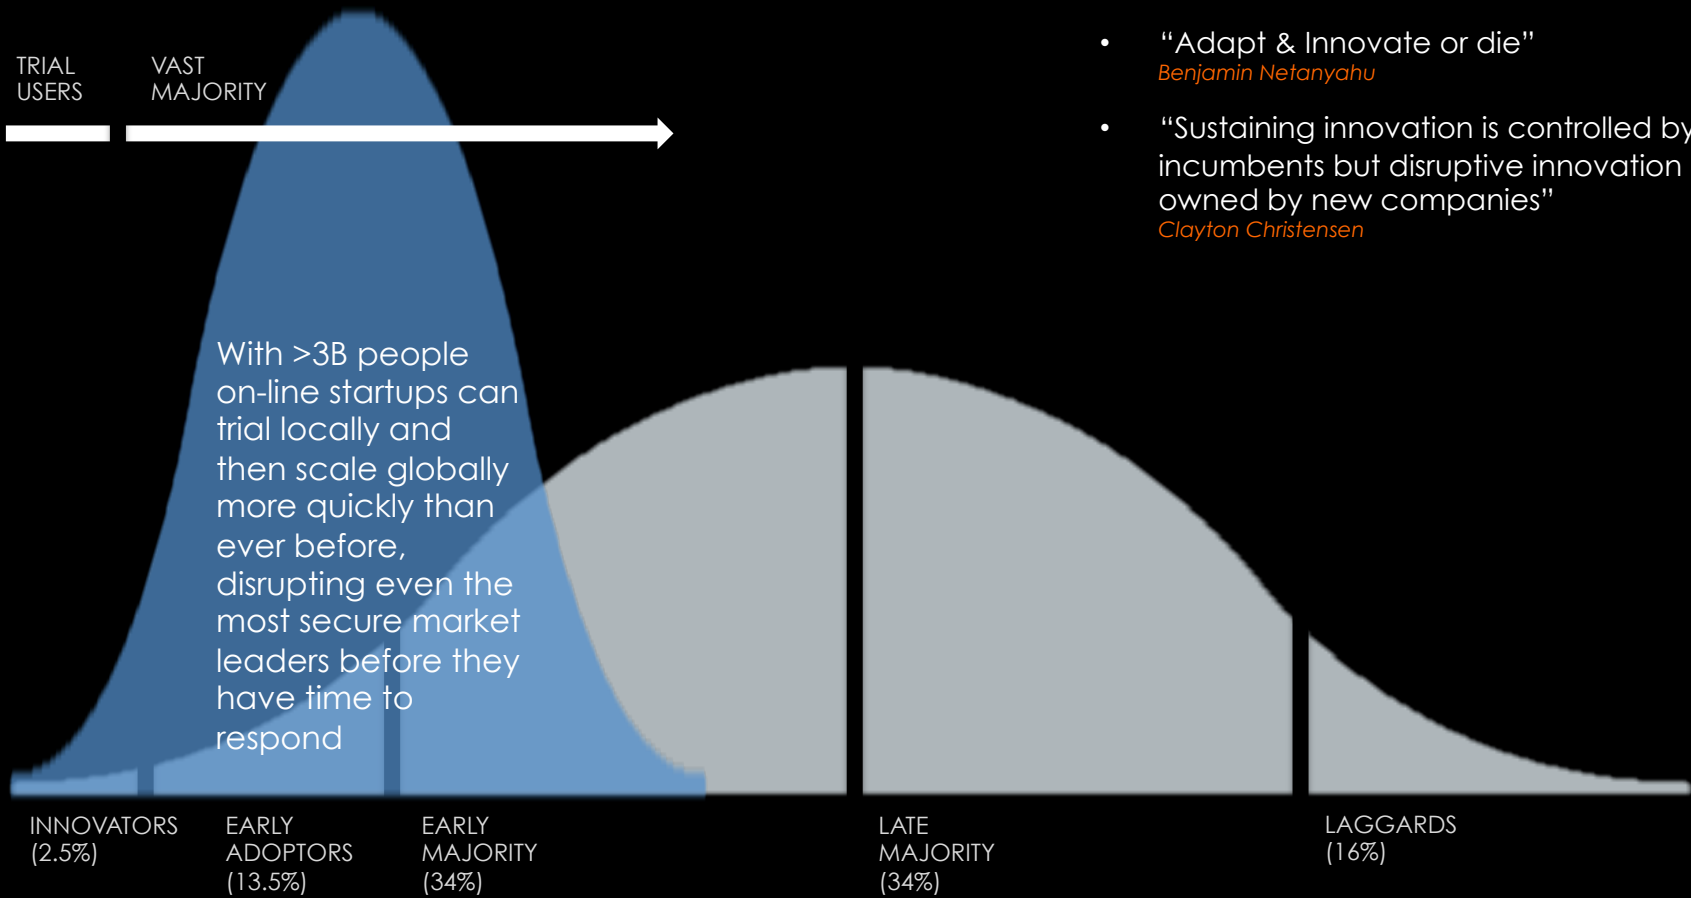 TRIAL
USERS
VAST
MAJORITY
• “Adapt & Innovate or die”
Benjamin Netanyahu
• “Sustaining innovation is controlled by
incumbents but disruptive innovation
owned by new companies”
Clayton Christensen
With >3B people
on-line startups can
trial locally and
then scale globally
more quickly than
ever before,
disrupting even the
most secure market
leaders before they
have time to
respond
INNOVATORS
(2.5%)
EARLY
ADOPTORS
(13.5%)
EARLY
MAJORITY
(34%)
LATE
MAJORITY
(34%)
LAGGARDS
(16%)